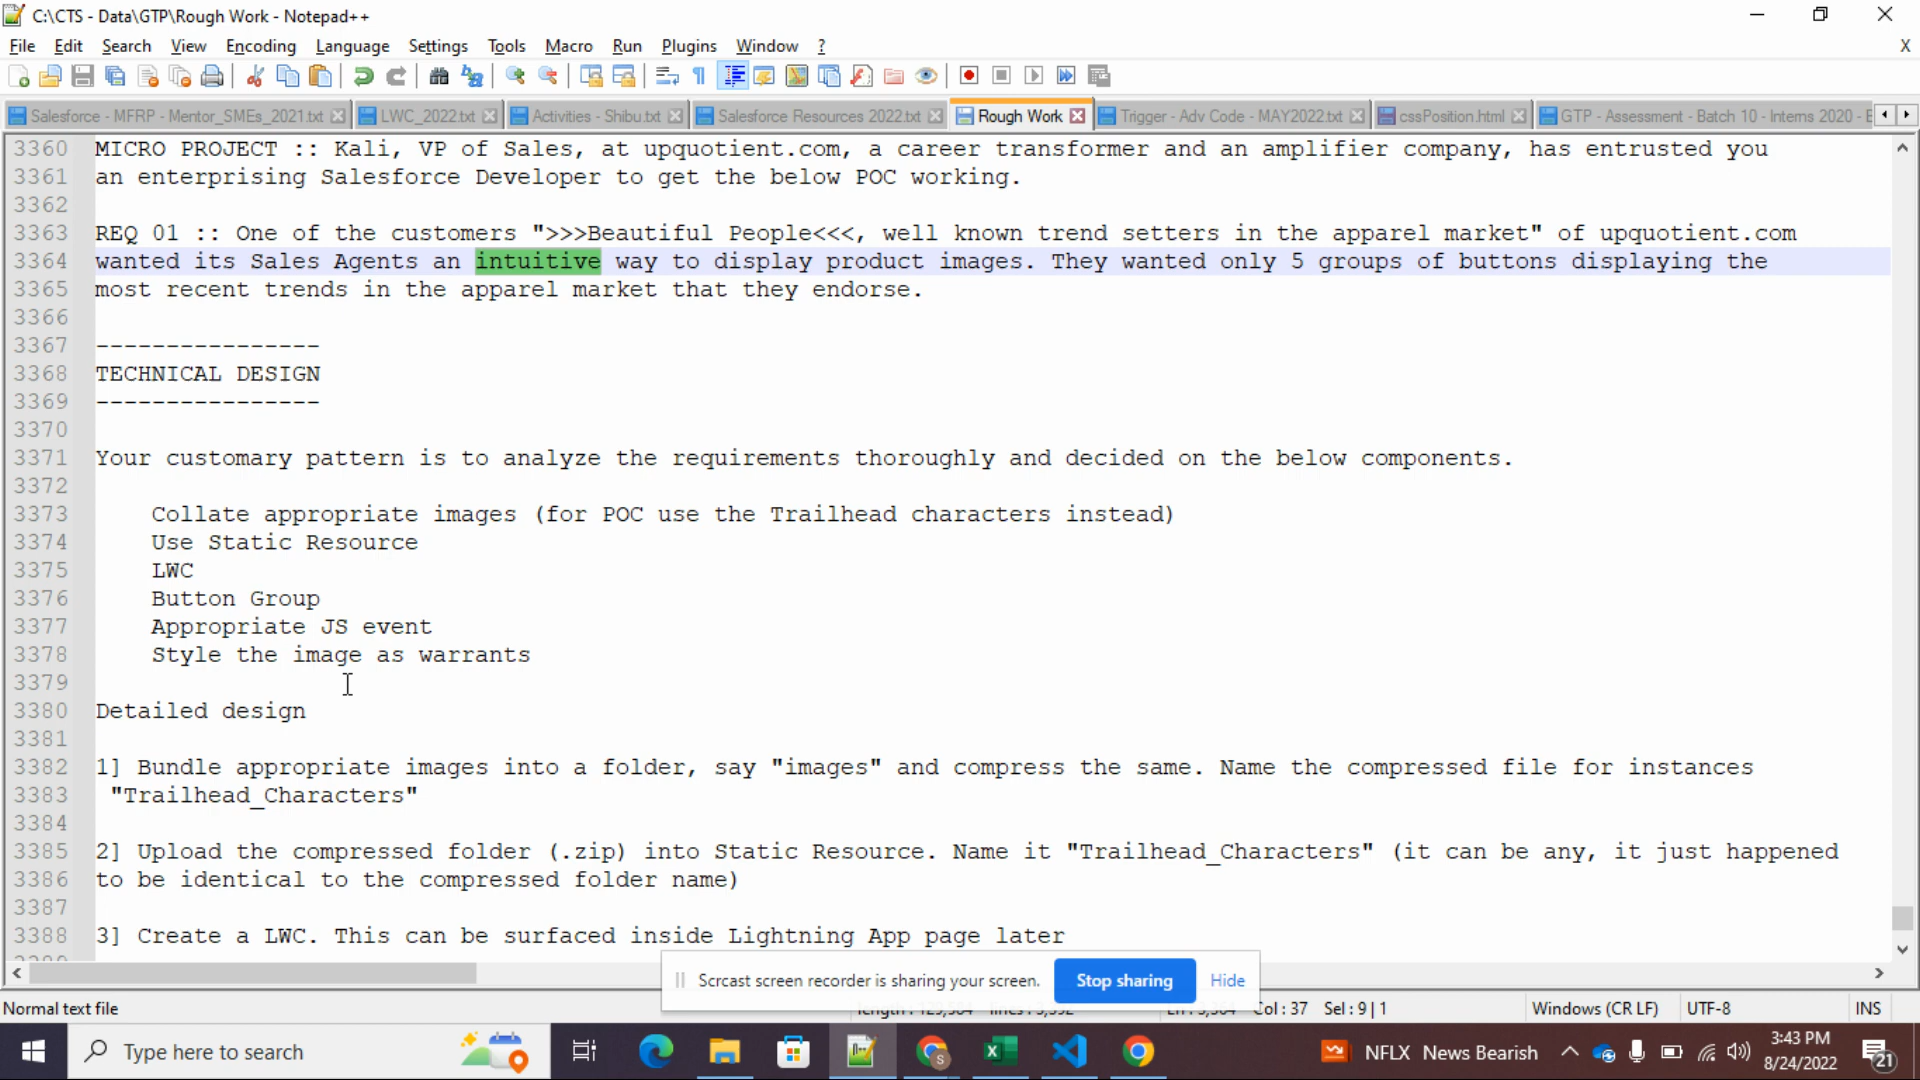 C:\CTS - Data\GTP\Rough Work - Notepad++
File Edit Search View Encoding Language Settings Tools Macro Run Plugins Window ? X
Salesforce - MFRP - Mentor_SMEs_2021.txt LWC_2022.txt Activities - Shibu.txt Salesforce Resources 2022.txt Rough Work Trigger - Adv Code - MAY2022.txt cssPosition.html GTP - Assessment - Batch 10 - Interns 2020 -
3360 MICRO PROJECT :: Kali, VP of Sales, at upquotient.com, a career transformer and an amplifier company, has entrusted you
3361 an enterprising Salesforce Developer to get the below POC working.
3362
3363 REQ 01 :: One of the customers ">>>Beautiful People<<<, well known trend setters in the apparel market" of upquotient.com
3364 wanted its Sales Agents an intuitive way to display product images. They wanted only 5 groups of buttons displaying the
3365 most recent trends in the apparel market that they endorse.
3366
3367 ----------------
3368 TECHNICAL DESIGN
3369 ----------------
3370
3371 Your customary pattern is to analyze the requirements thoroughly and decided on the below components.
3372
3373 Collate appropriate images (for POC use the Trailhead characters instead)
3374 Use Static Resource
3375 LWC
3376 Button Group
3377 Appropriate JS event
3378 Style the image as warrants
3379
3380 Detailed design
3381
3382 1] Bundle appropriate images into a folder, say "images" and compress the same. Name the compressed file for instances
3383 "Trailhead_Characters"
3384
3385 2] Upload the compressed folder (.zip) into Static Resource. Name it "Trailhead_Characters" (it can be any, it just happened
3386 to be identical to the compressed folder name)
3387
3388 3] Create a LWC. This can be surfaced inside Lightning App page later
Scrcast screen recorder is sharing your screen. Stop sharing Hide
Normal text file Col : 37 Sel : 9 | 1 Windows (CR LF) UTF-8 INS
Type here to search NFLX News Bearish 3:43 PM
8/24/2022 21